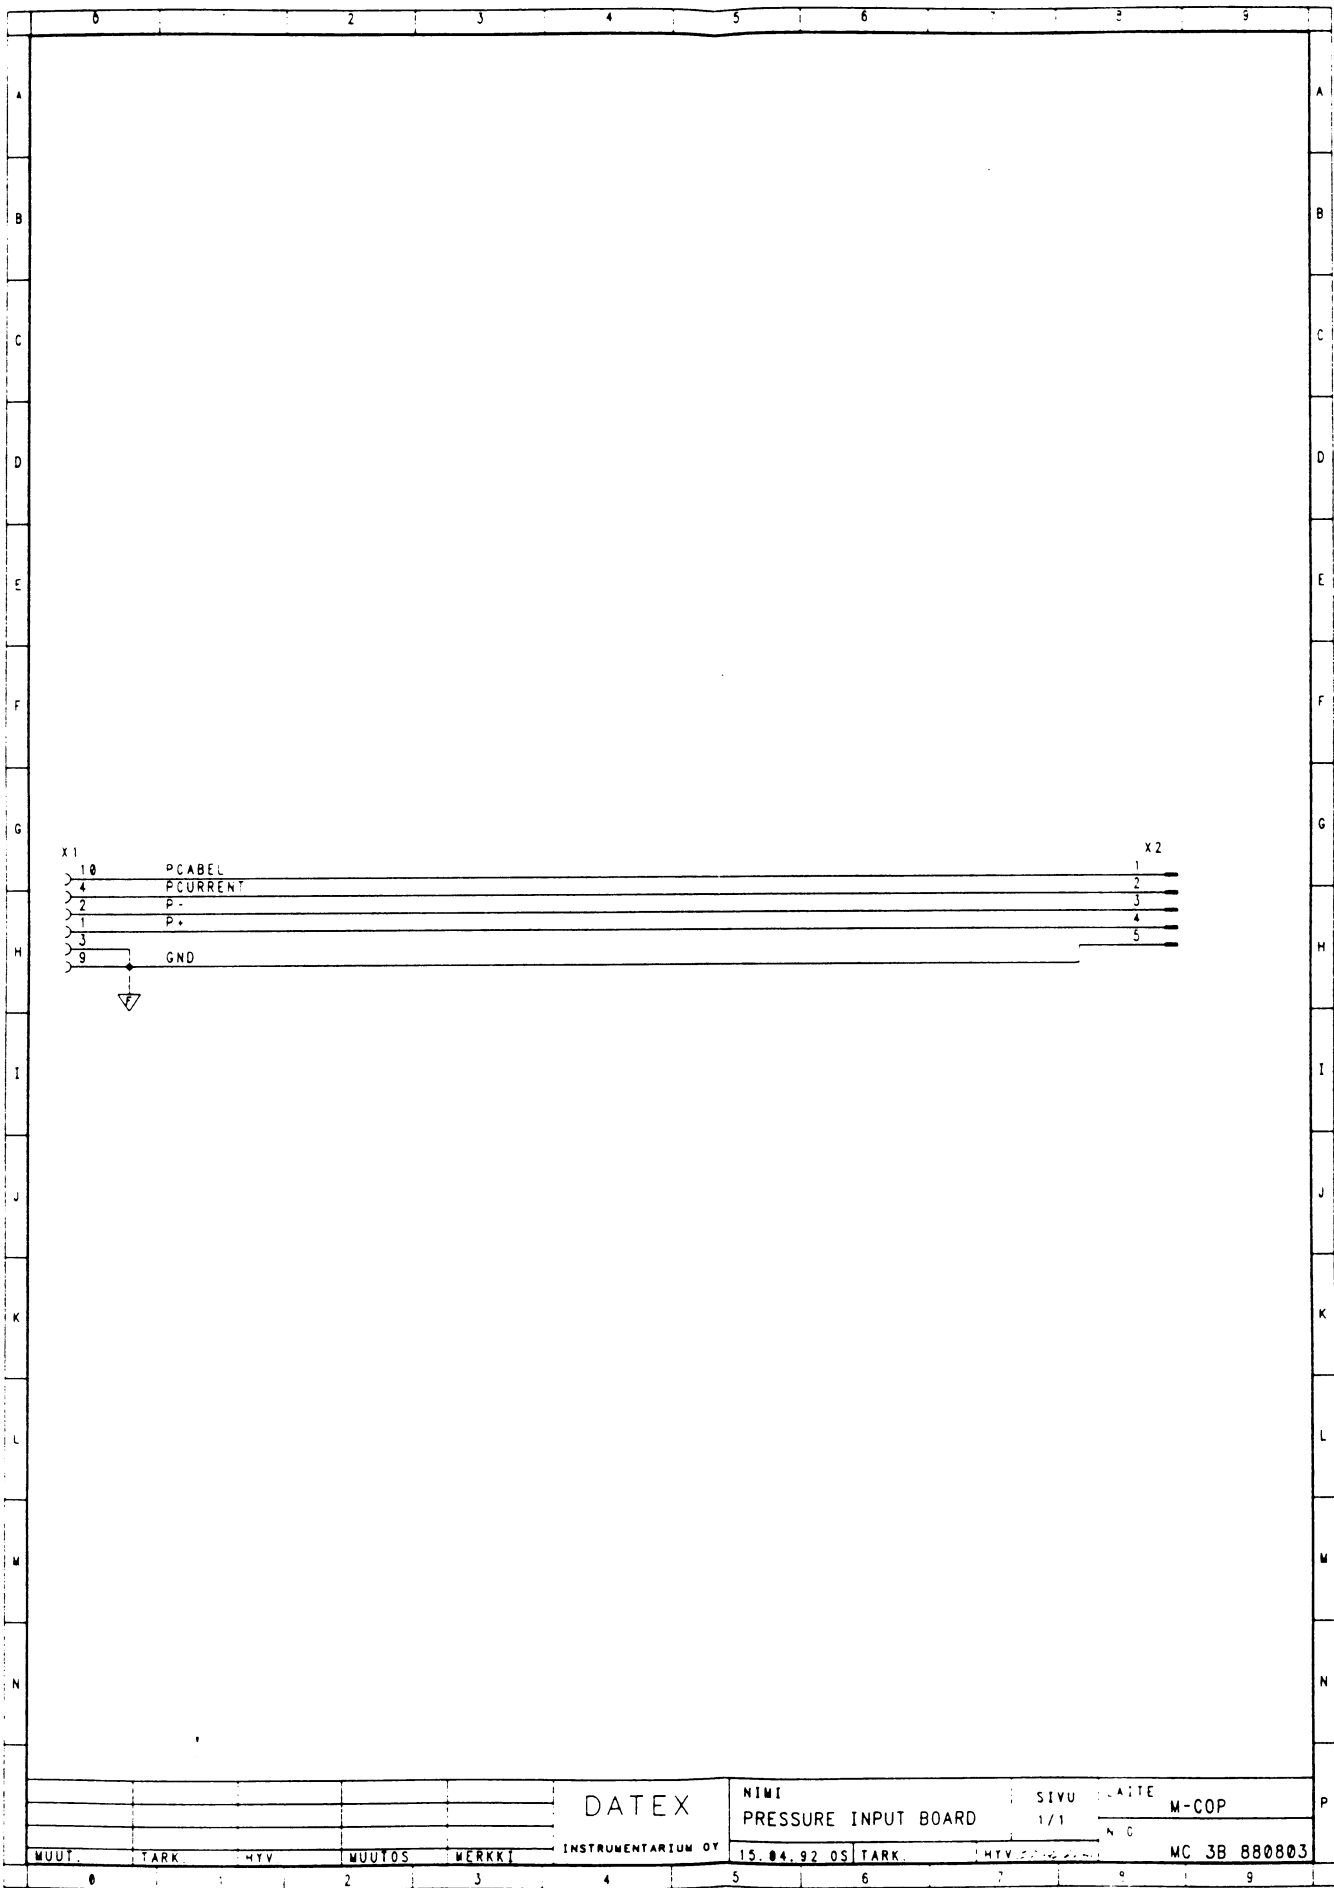 0 2 3 4 5 6 9
A A
B B
C C
D D
E E
F F
G G
X1 X2
10 PCABEL 1
4 PCURRENT 2
2 P- 3
1 P+ 4
3 5
H 9 GND H
F
I I
J J
K K
L L
M M
N N
DATEX
INSTRUMENTARIUM OY
NIMI
PRESSURE INPUT BOARD
SIVU
1/1
M-COP
P
MUUT. TARK. HYV MUUTOS MERKKI
15.04.92 OS TARK. HYV
MC 3B 880803
0 2 3 4 5 6 7 9